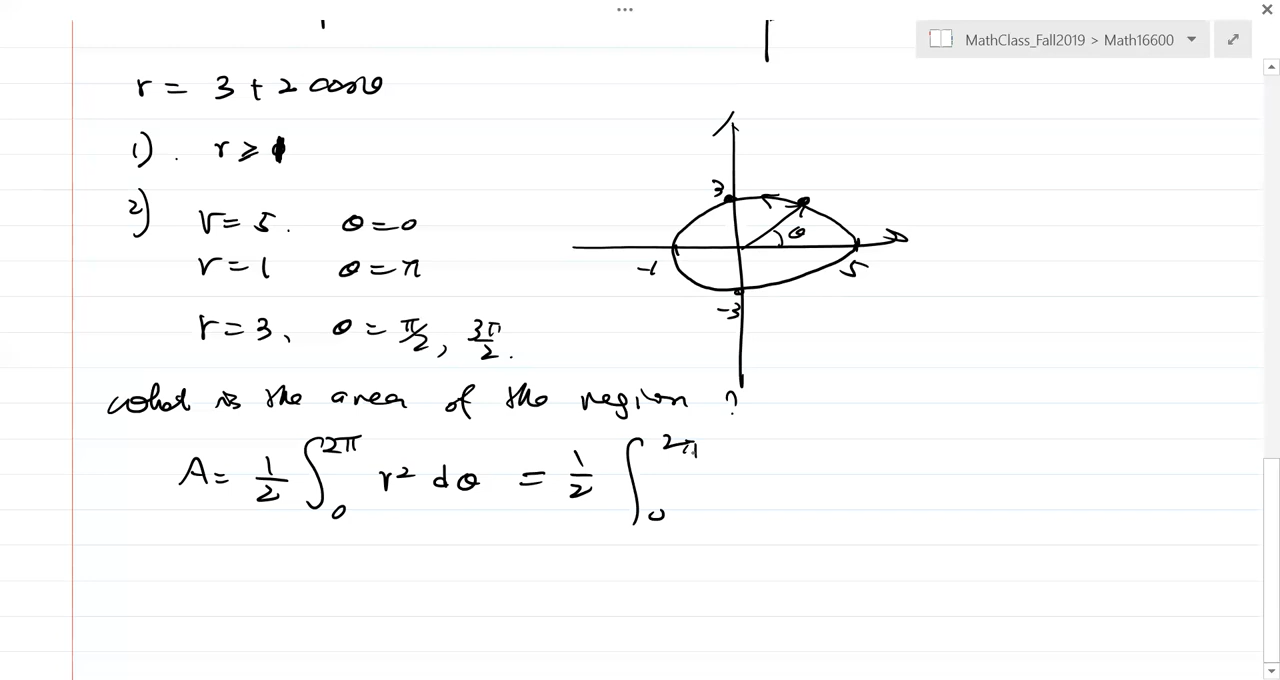 MathClass_Fall2019 > Math16600
r = 3 + 2 cosθ
1). r ≥ 1
2) r = 5. θ = 0
r = 1 θ = π
r = 3, θ = π/2, 3π/2.
3
θ
-1
5
-3
what is the area of the region ?
A = 1/2 ∫₀^2π r² dθ = 1/2 ∫₀^2π